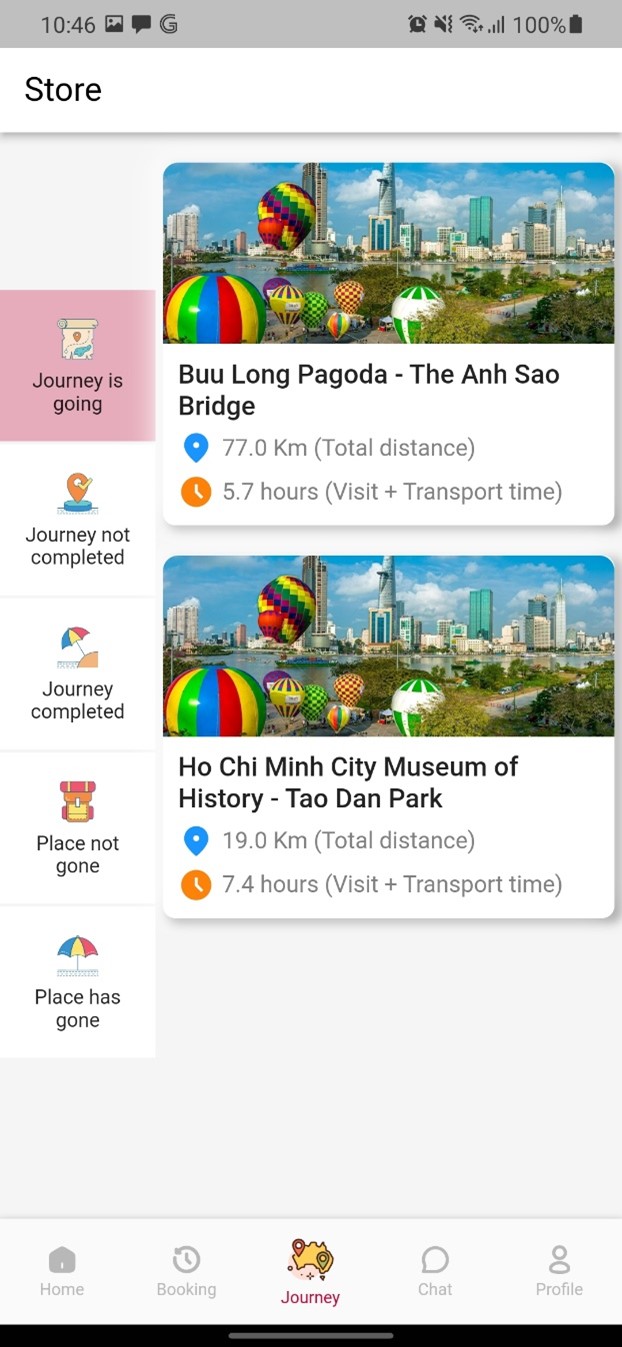 10:46
100%
Store
Journey is
going
Journey not
completed
Journey
completed
Place not
gone
Place has
gone
Buu Long Pagoda - The Anh Sao
Bridge
77.0 Km (Total distance)
5.7 hours (Visit + Transport time)
Ho Chi Minh City Museum of
History - Tao Dan Park
19.0 Km (Total distance)
7.4 hours (Visit + Transport time)
Home
Booking
Journey
Chat
Profile